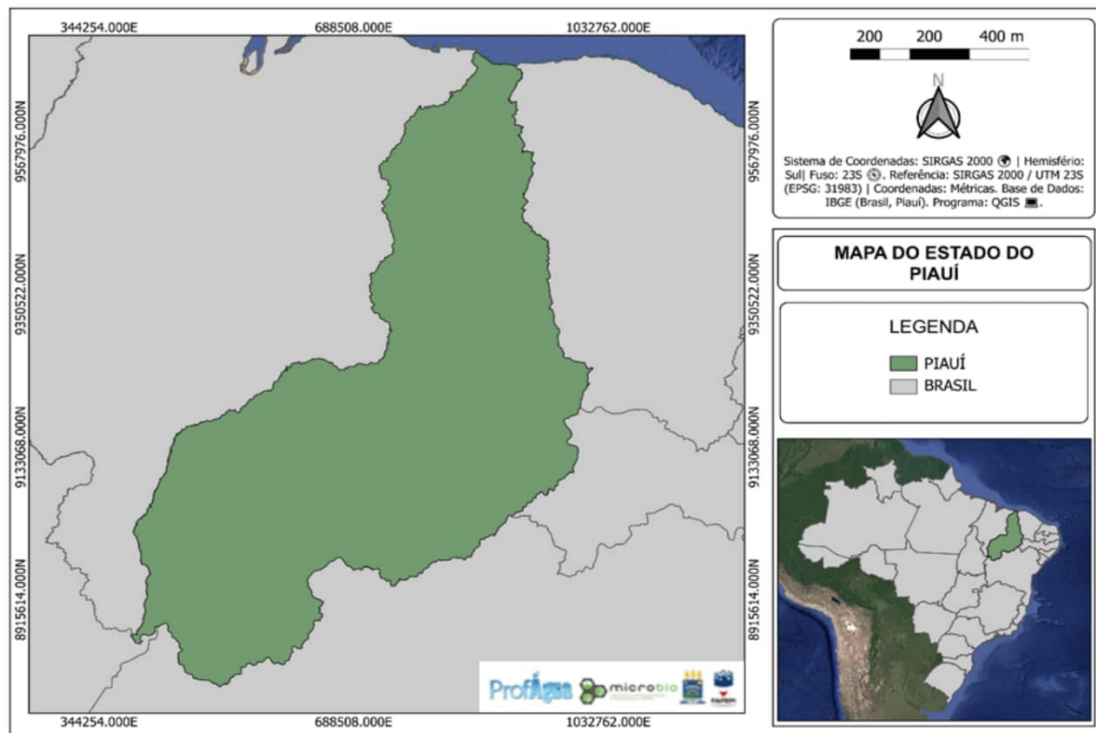 344254.000E 688508.000E 1032762.000E
9567976.000N 9567976.000N
9350522.000N 9350522.000N
9133068.000N 9133068.000N
8915614.000N 8915614.000N
344254.000E 688508.000E 1032762.000E
ProfÁgua microbio
FAPEPI
200 200 400 m
N
Sistema de Coordenadas: SIRGAS 2000 | Hemisfério:
Sul| Fuso: 23S . Referência: SIRGAS 2000 / UTM 23S
(EPSG: 31983) | Coordenadas: Métricas. Base de Dados:
IBGE (Brasil, Piauí). Programa: QGIS .
MAPA DO ESTADO DO
PIAUÍ
LEGENDA
PIAUÍ
BRASIL